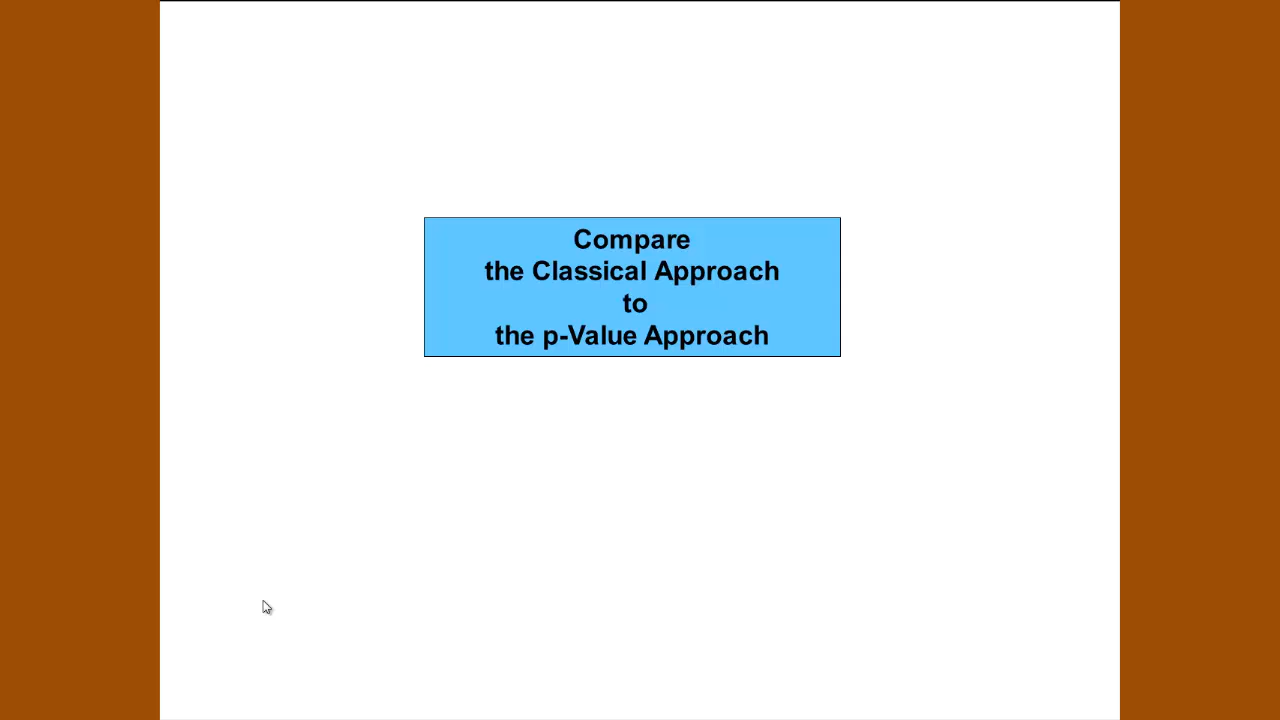 Compare
the Classical Approach
to
the p-Value Approach